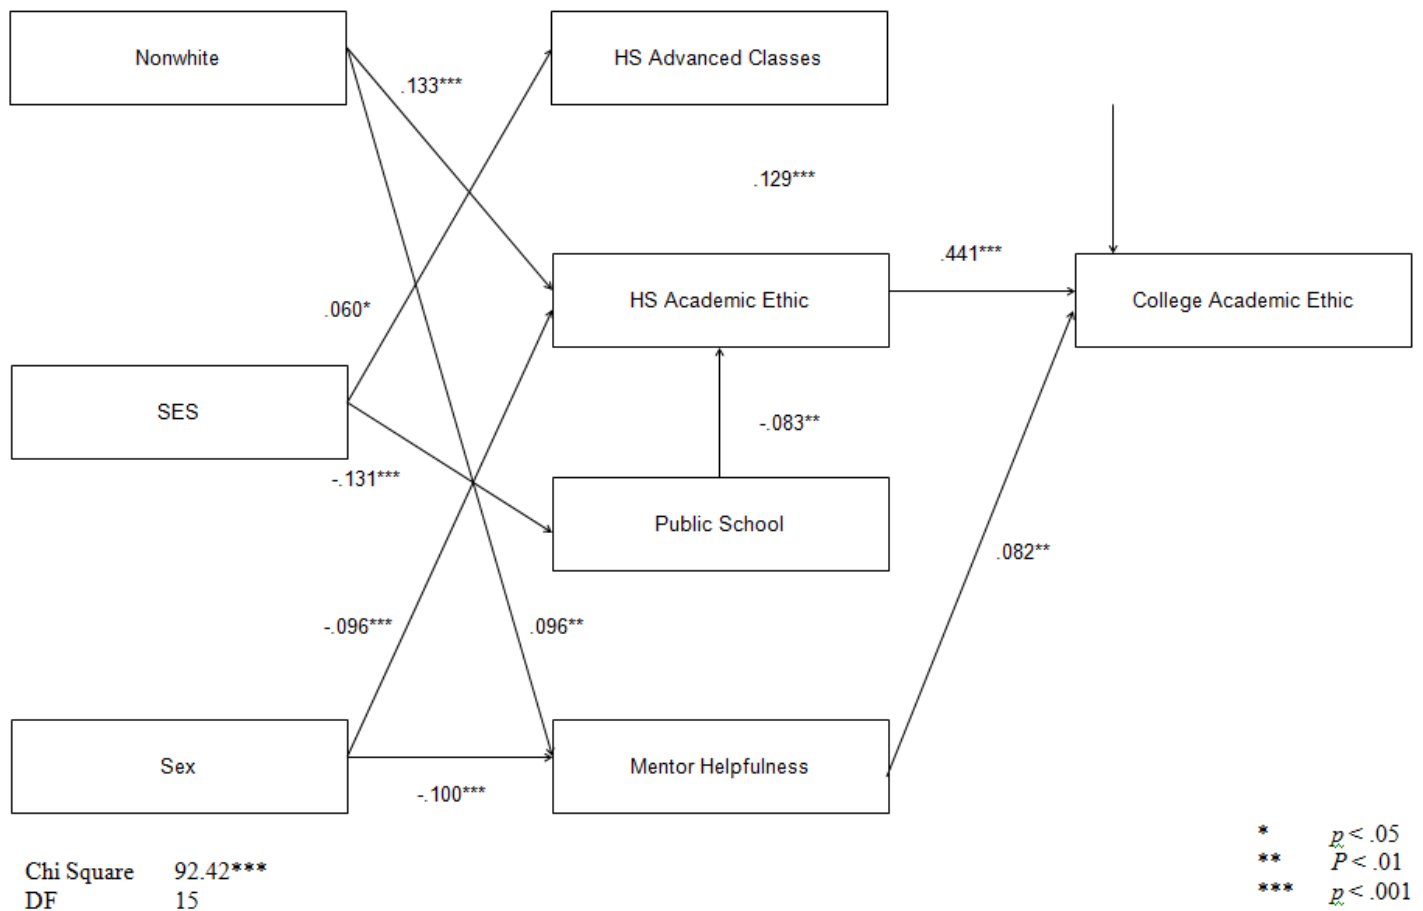 Nonwhite
HS Advanced Classes
.133***
.129***
.441***
HS Academic Ethic
College Academic Ethic
.060*
SES
-.083**
-.131***
Public School
.082**
-.096***
.096**
Sex
Mentor Helpfulness
-.100***
* p < .05
Chi Square 92.42***
** P < .01
DF 15
*** p < .001